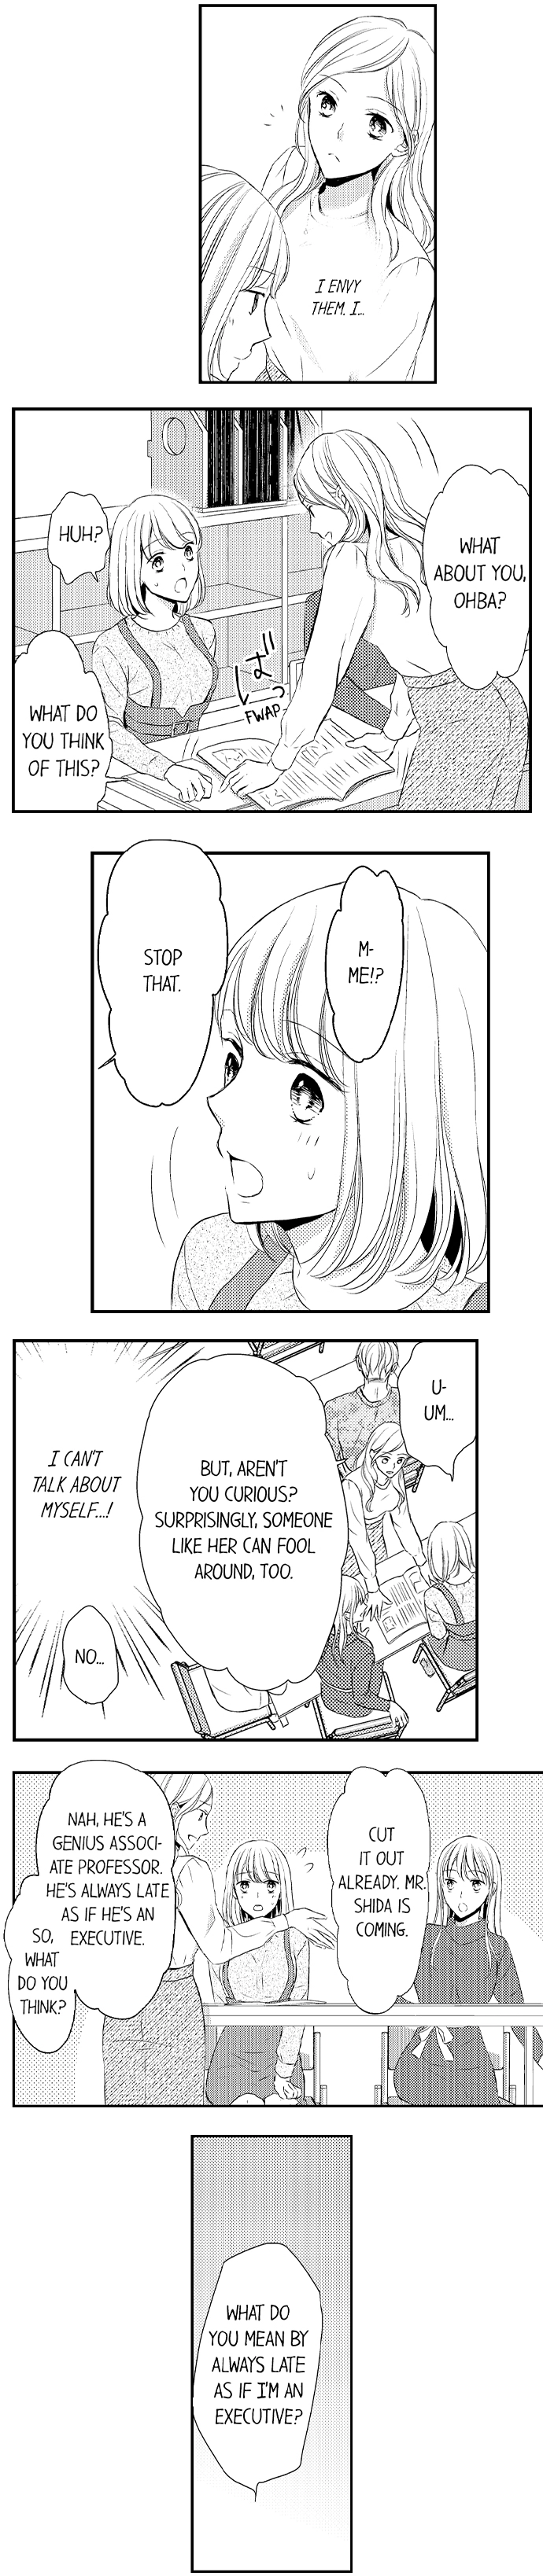 I ENVY
THEM. I...
WHAT
ABOUT YOU,
OHBA?
HUH?
ばっ
FWAP
WHAT DO
YOU THINK
OF THIS?
M-
ME!?
STOP
THAT.
U-
UM...
BUT, AREN'T
YOU CURIOUS?
SURPRISINGLY, SOMEONE
LIKE HER CAN FOOL
AROUND, TOO.
I CAN'T
TALK ABOUT
MYSELF...!
NO...
CUT
IT OUT
ALREADY. MR.
SHIDA IS
COMING.
NAH, HE'S A
GENIUS ASSOCI-
ATE PROFESSOR.
HE'S ALWAYS LATE
AS IF HE'S AN
EXECUTIVE.
SO,
WHAT
DO YOU
THINK?
WHAT DO
YOU MEAN BY
ALWAYS LATE
AS IF I'M AN
EXECUTIVE?